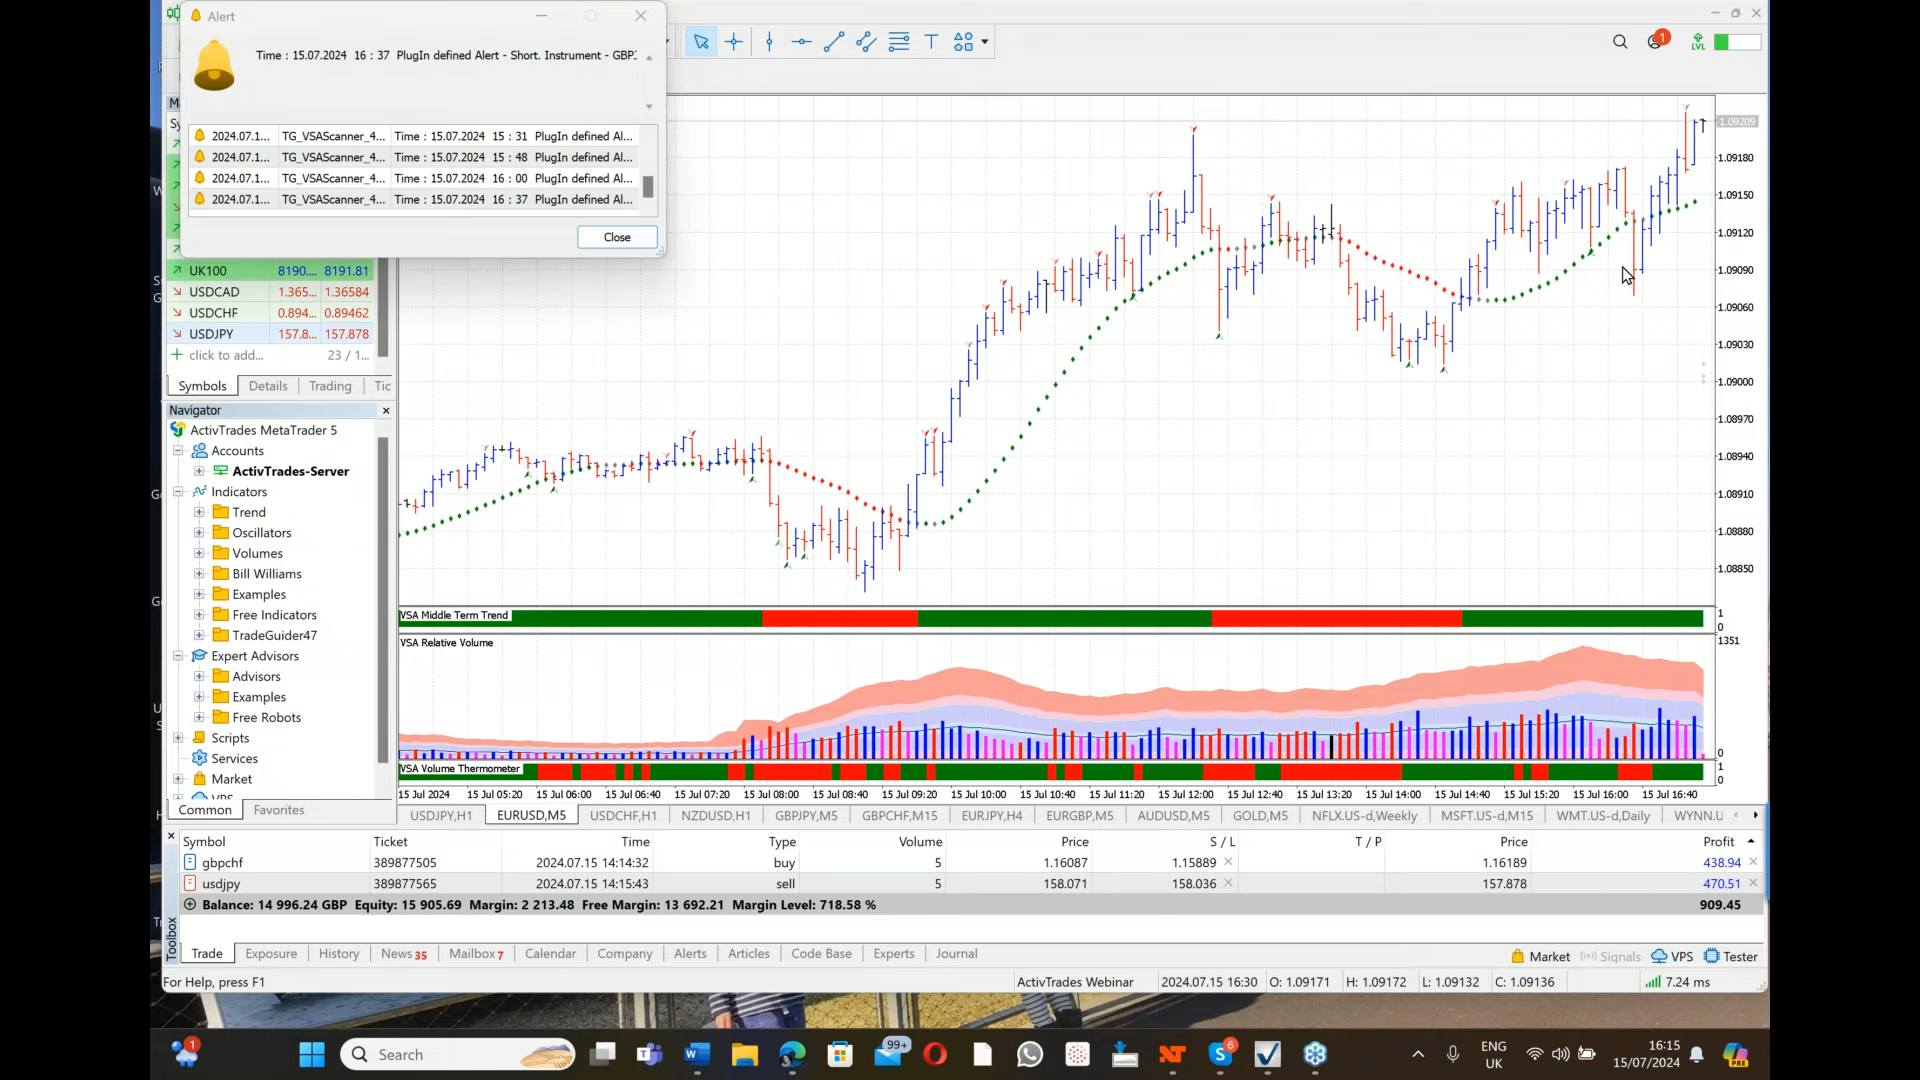 Alert
Time : 15.07.2024 16 : 37 PlugIn defined Alert - Short. Instrument - GBP.
2024.07.1... TG_VSAScanner_4... Time : 15.07.2024 15 : 31 PlugIn defined Al...
2024.07.1... TG_VSAScanner_4... Time : 15.07.2024 15 : 48 PlugIn defined Al...
2024.07.1... TG_VSAScanner_4... Time : 15.07.2024 16 : 00 PlugIn defined Al...
2024.07.1... TG_VSAScanner_4... Time : 15.07.2024 16 : 37 PlugIn defined Al...
Close
T
1
LVL
UK100 8190.... 8191.81
USDCAD 1.365... 1.36584
USDCHF 0.894... 0.89462
USDJPY 157.8... 157.878
click to add... 23 / 1...
Symbols Details Trading Tic
Navigator
ActivTrades MetaTrader 5
Accounts
ActivTrades-Server
Indicators
Trend
Oscillators
Volumes
Bill Williams
Examples
Free Indicators
TradeGuider47
Expert Advisors
Advisors
Examples
Free Robots
Scripts
Services
Market
VPS
Common Favorites
1.09209
1.09180
1.09150
1.09120
1.09090
1.09060
1.09030
1.09000
1.08970
1.08940
1.08910
1.08880
1.08850
VSA Middle Term Trend
1
0
VSA Relative Volume
1351
0
VSA Volume Thermometer
1
0
15 Jul 2024 15 Jul 05:20 15 Jul 06:00 15 Jul 06:40 15 Jul 07:20 15 Jul 08:00 15 Jul 08:40 15 Jul 09:20 15 Jul 10:00 15 Jul 10:40 15 Jul 11:20 15 Jul 12:00 15 Jul 12:40 15 Jul 13:20 15 Jul 14:00 15 Jul 14:40 15 Jul 15:20 15 Jul 16:00 15 Jul 16:40
USDJPY,H1 EURUSD,M5 USDCHF,H1 NZDUSD,H1 GBPJPY,M5 GBPCHF,M15 EURJPY,H4 EURGBP,M5 AUDUSD,M5 GOLD,M5 NFLX.US-d,Weekly MSFT.US-d,M15 WMT.US-d,Daily WYNN.U
Symbol Ticket Time Type Volume Price S / L T / P Price Profit
gbpchf 389877505 2024.07.15 14:14:32 buy 5 1.16087 1.15889 1.16189 438.94
usdjpy 389877565 2024.07.15 14:15:43 sell 5 158.071 158.036 157.878 470.51
Balance: 14 996.24 GBP Equity: 15 905.69 Margin: 2 213.48 Free Margin: 13 692.21 Margin Level: 718.58 % 909.45
Toolbox
Trade Exposure History News 35 Mailbox 7 Calendar Company Alerts Articles Code Base Experts Journal
Market Signals VPS Tester
For Help, press F1 ActivTrades Webinar 2024.07.15 16:30 O: 1.09171 H: 1.09172 L: 1.09132 C: 1.09136 7.24 ms
1 Search 99+ 6 ENG 16:15
UK 15/07/2024 PRE